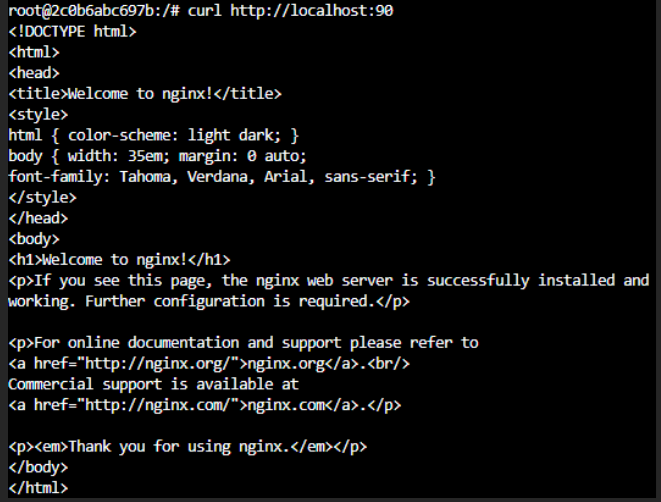 root@2c0b6abc697b:/# curl http://localhost:90
<!DOCTYPE html>
<html>
<head>
<title>Welcome to nginx!</title>
<style>
html { color-scheme: light dark; }
body { width: 35em; margin: 0 auto;
font-family: Tahoma, Verdana, Arial, sans-serif; }
</style>
</head>
<body>
<h1>Welcome to nginx!</h1>
<p>If you see this page, the nginx web server is successfully installed and
working. Further configuration is required.</p>

<p>For online documentation and support please refer to
<a href="http://nginx.org/">nginx.org</a>.<br/>
Commercial support is available at
<a href="http://nginx.com/">nginx.com</a>.</p>

<p><em>Thank you for using nginx.</em></p>
</body>
</html>